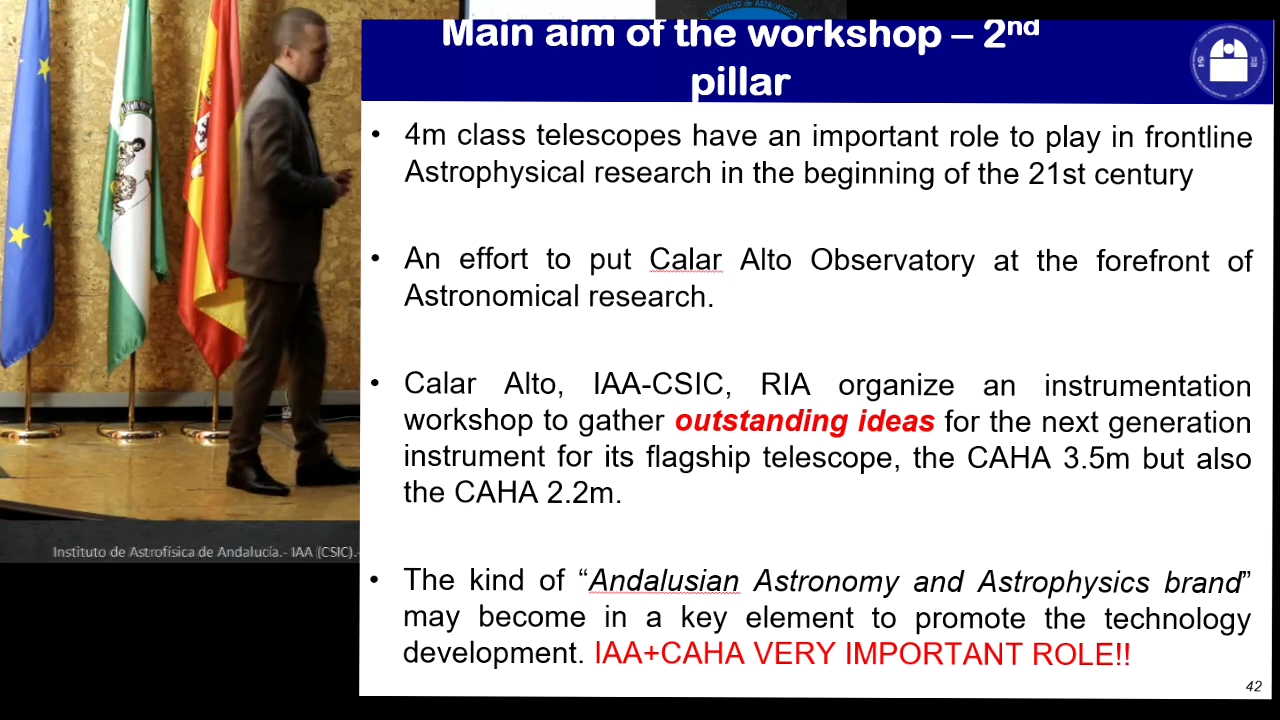 INSTITUTO de ASTROFÍSICA
Main aim of the workshop – 2nd
pillar
• 4m class telescopes have an important role to play in frontline
Astrophysical research in the beginning of the 21st century
• An effort to put Calar Alto Observatory at the forefront of
Astronomical research.
• Calar Alto, IAA-CSIC, RIA organize an instrumentation
workshop to gather outstanding ideas for the next generation
instrument for its flagship telescope, the CAHA 3.5m but also
the CAHA 2.2m.
• The kind of “Andalusian Astronomy and Astrophysics brand”
may become in a key element to promote the technology
development. IAA+CAHA VERY IMPORTANT ROLE!!
42
Instituto de Astrofísica de Andalucía.- IAA (CSIC).-